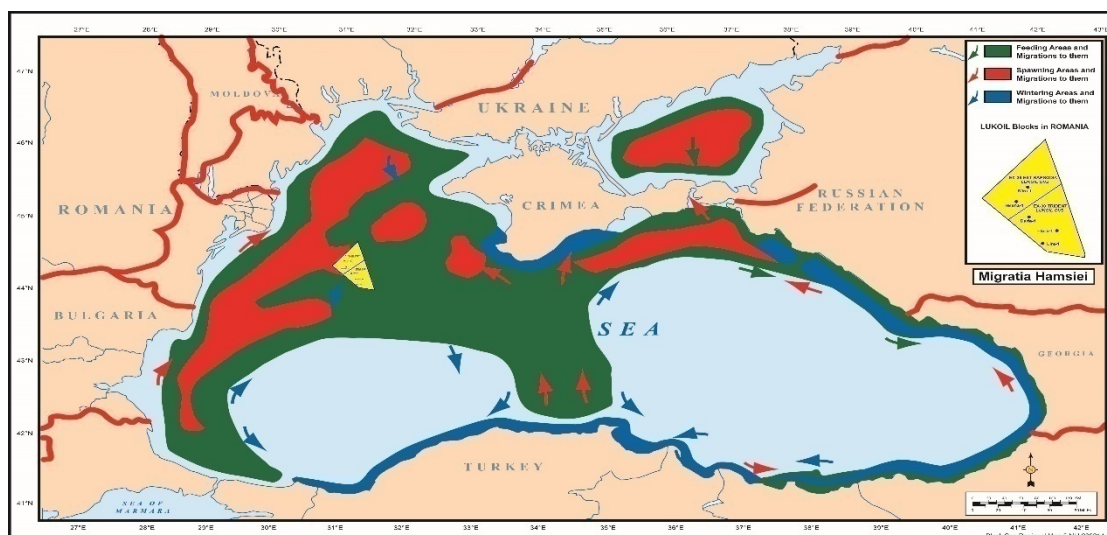 26°E 27°E 28°E 29°E 30°E 31°E 32°E 33°E 34°E 35°E 36°E 37°E 38°E 39°E 40°E 41°E 42°E 43°E
Feeding Areas and
Migrations to them
Spawning Areas and
Migrations to them
Wintering Areas and
Migrations to them
47°N
MOLDOVA
UKRAINE
LUKOIL Blocks in ROMANIA
46°N
CRIMEA
RUSSIAN
FEDERATION
ROMANIA
45°N
Migratia Hamsiei
44°N
BULGARIA
SEA
43°N
GEORGIA
42°N
TURKEY
SEA OF
MARMARA
41°N
27°E 28°E 29°E 30°E 31°E 32°E 33°E 34°E 35°E 36°E 37°E 38°E 39°E 40°E 41°E 42°E